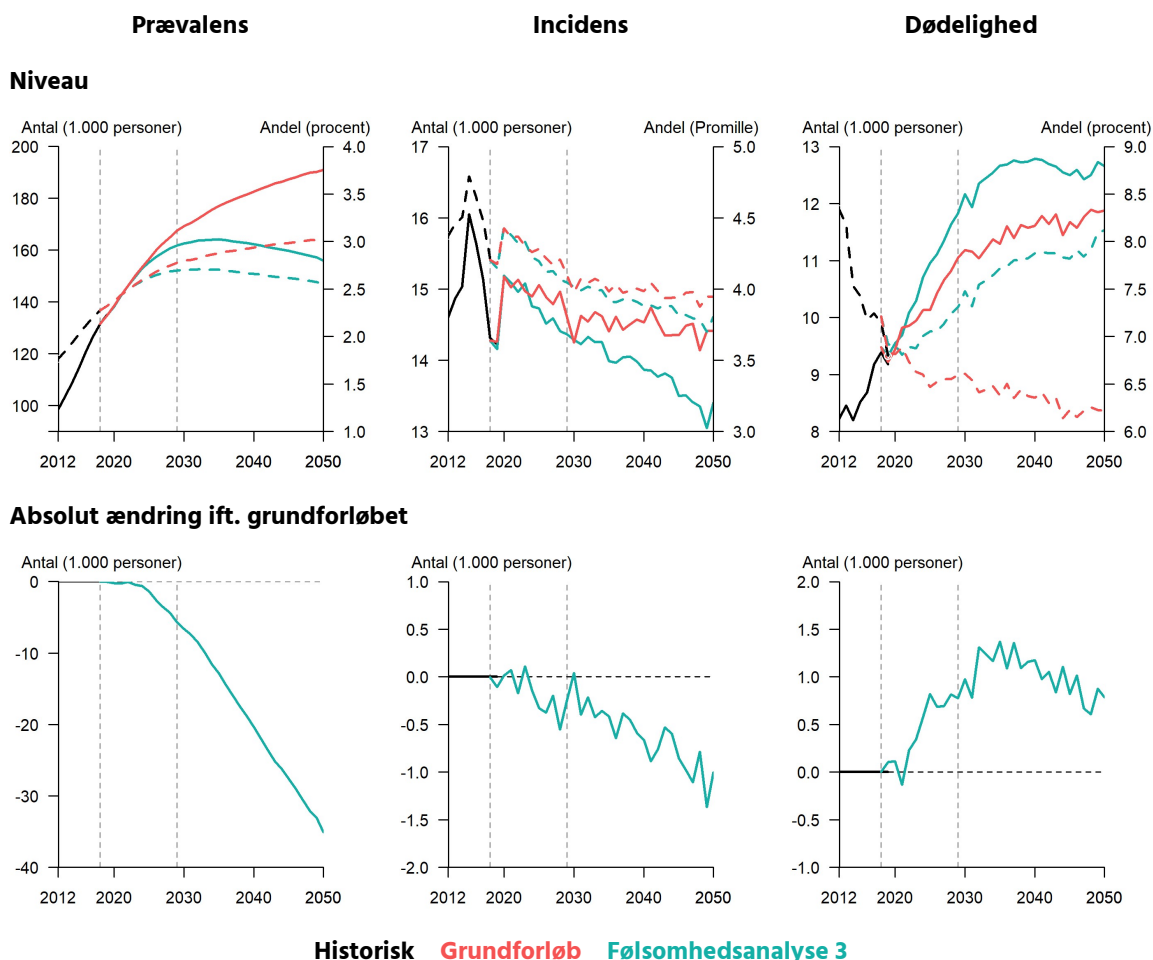 Prævalens Incidens Dødelighed
Niveau
Antal (1.000 personer) Andel (procent) Antal (1.000 personer) Andel (Promille) Antal (1.000 personer) Andel (procent)
200 4.0 17 5.0 13 9.0
180 3.5 16 4.5 12 8.5
160 3.0 15 4.0 11 8.0
140 2.5 14 3.5 10 7.5
120 2.0 13 3.0 9 7.0
100 1.5 8 6.5
1.0 6.0
2012 2020 2030 2040 2050 2012 2020 2030 2040 2050 2012 2020 2030 2040 2050
Absolut ændring ift. grundforløbet
Antal (1.000 personer) Antal (1.000 personer) Antal (1.000 personer)
0 1.0 2.0
-10 0.5 1.5
-20 0.0 1.0
-30 -0.5 0.5
-40 -1.0 0.0
-1.5 -0.5
-2.0 -1.0
2012 2020 2030 2040 2050 2012 2020 2030 2040 2050 2012 2020 2030 2040 2050
Historisk Grundforløb Følsomhedsanalyse 3